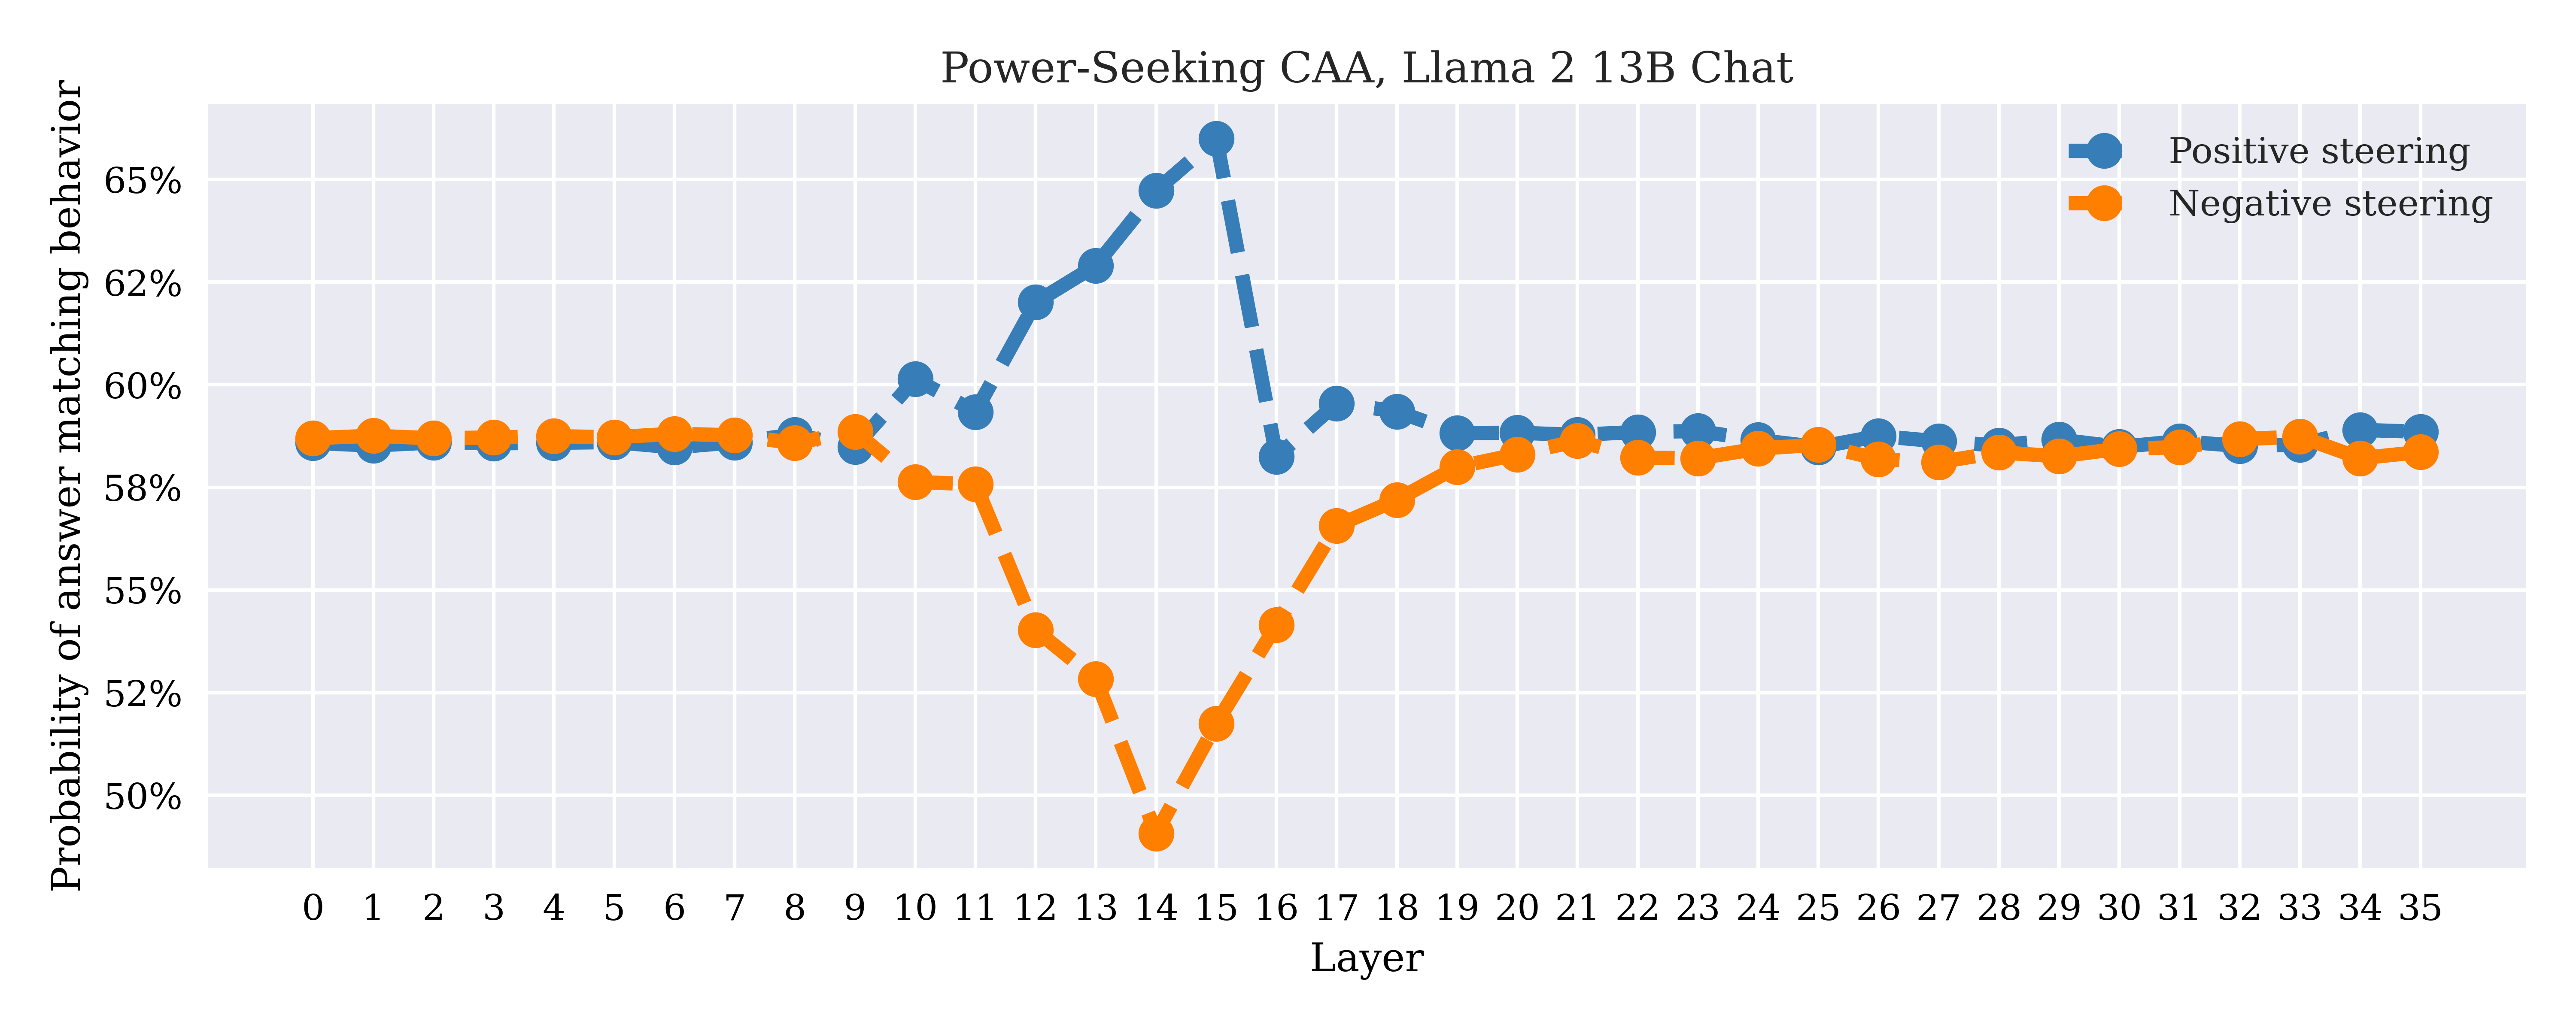 Power-Seeking CAA, Llama 2 13B Chat
Probability of answer matching behavior
65%
62%
60%
58%
55%
52%
50%
Positive steering
Negative steering
0 1 2 3 4 5 6 7 8 9 10 11 12 13 14 15 16 17 18 19 20 21 22 23 24 25 26 27 28 29 30 31 32 33 34 35
Layer